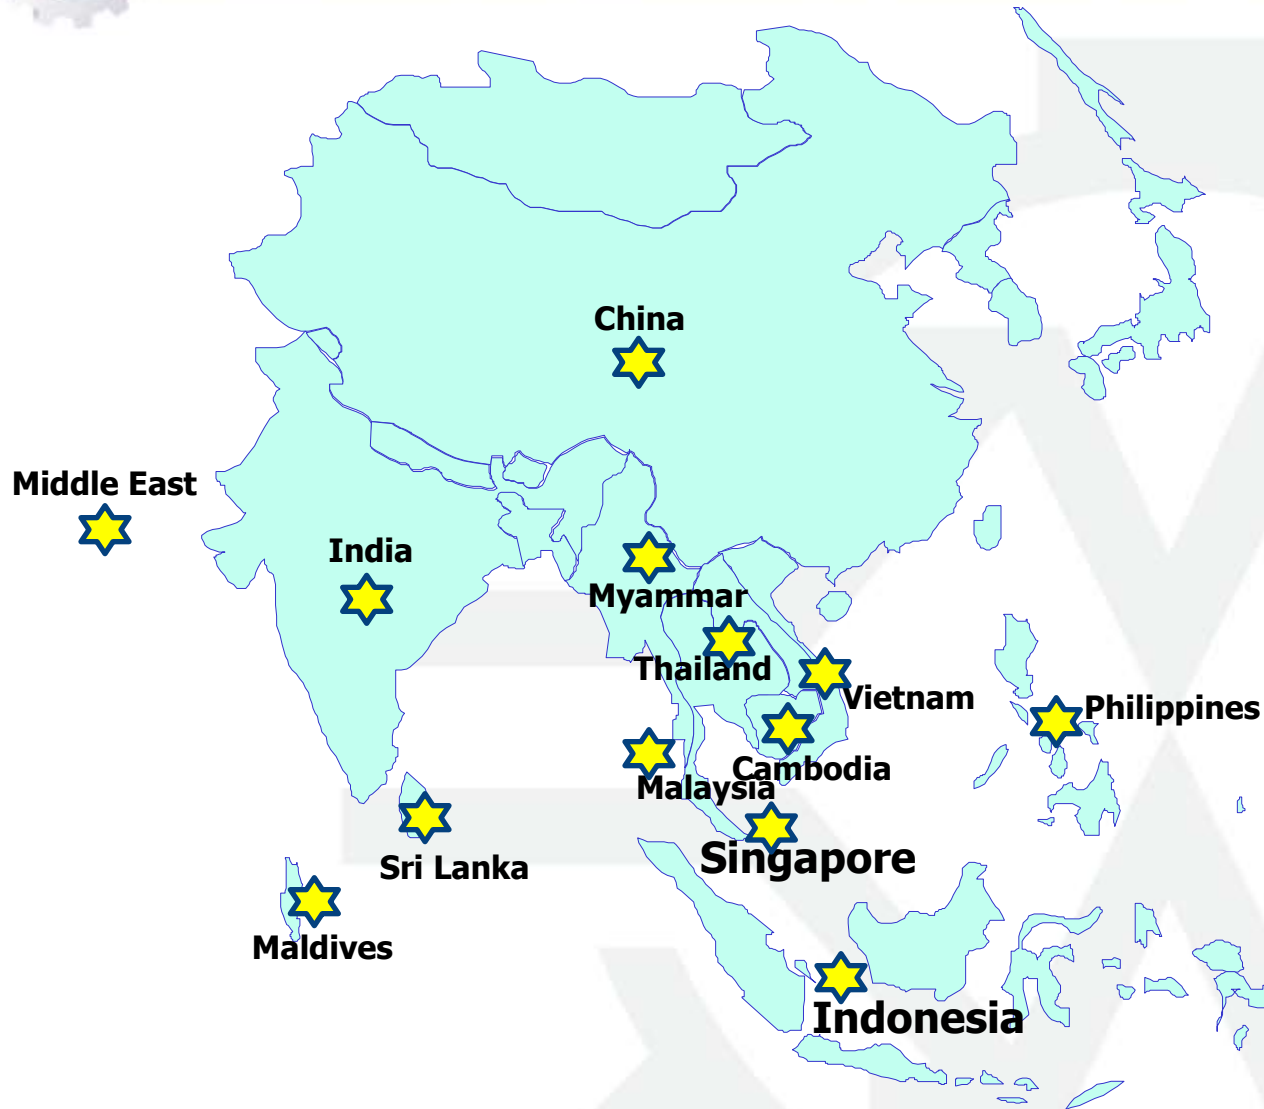 China
Middle East
India
Myammar
Thailand
Vietnam
Philippines
Cambodia
Malaysia
Singapore
Sri Lanka
Maldives
Indonesia